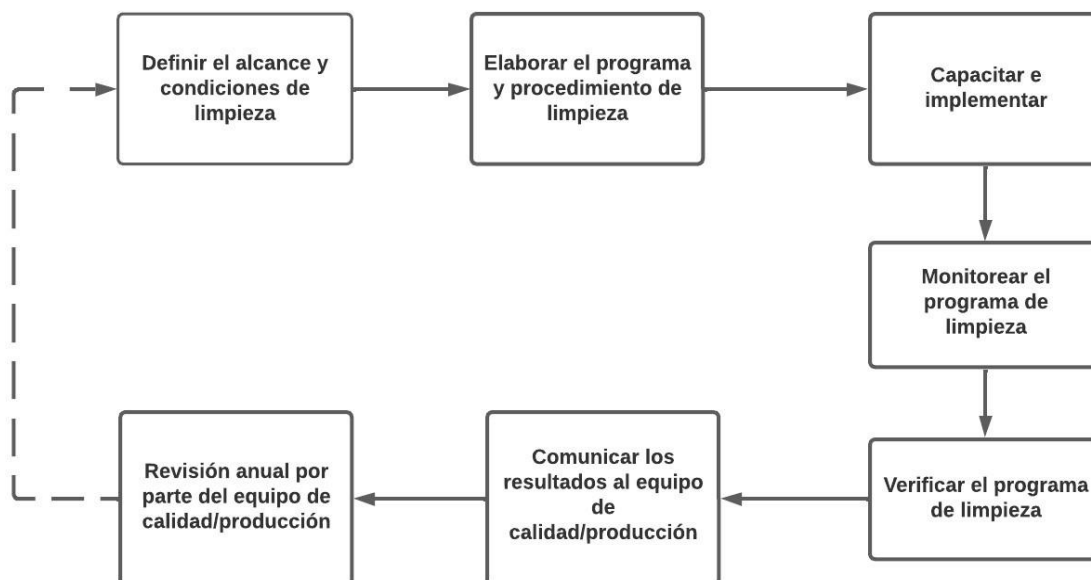 Definir el alcance y
condiciones de
limpieza
Elaborar el programa
y procedimiento de
limpieza
Capacitar e
implementar
Monitorear el
programa de
limpieza
Verificar el programa
de limpieza
Comunicar los
resultados al equipo
de
calidad/producción
Revisión anual por
parte del equipo de
calidad/producción